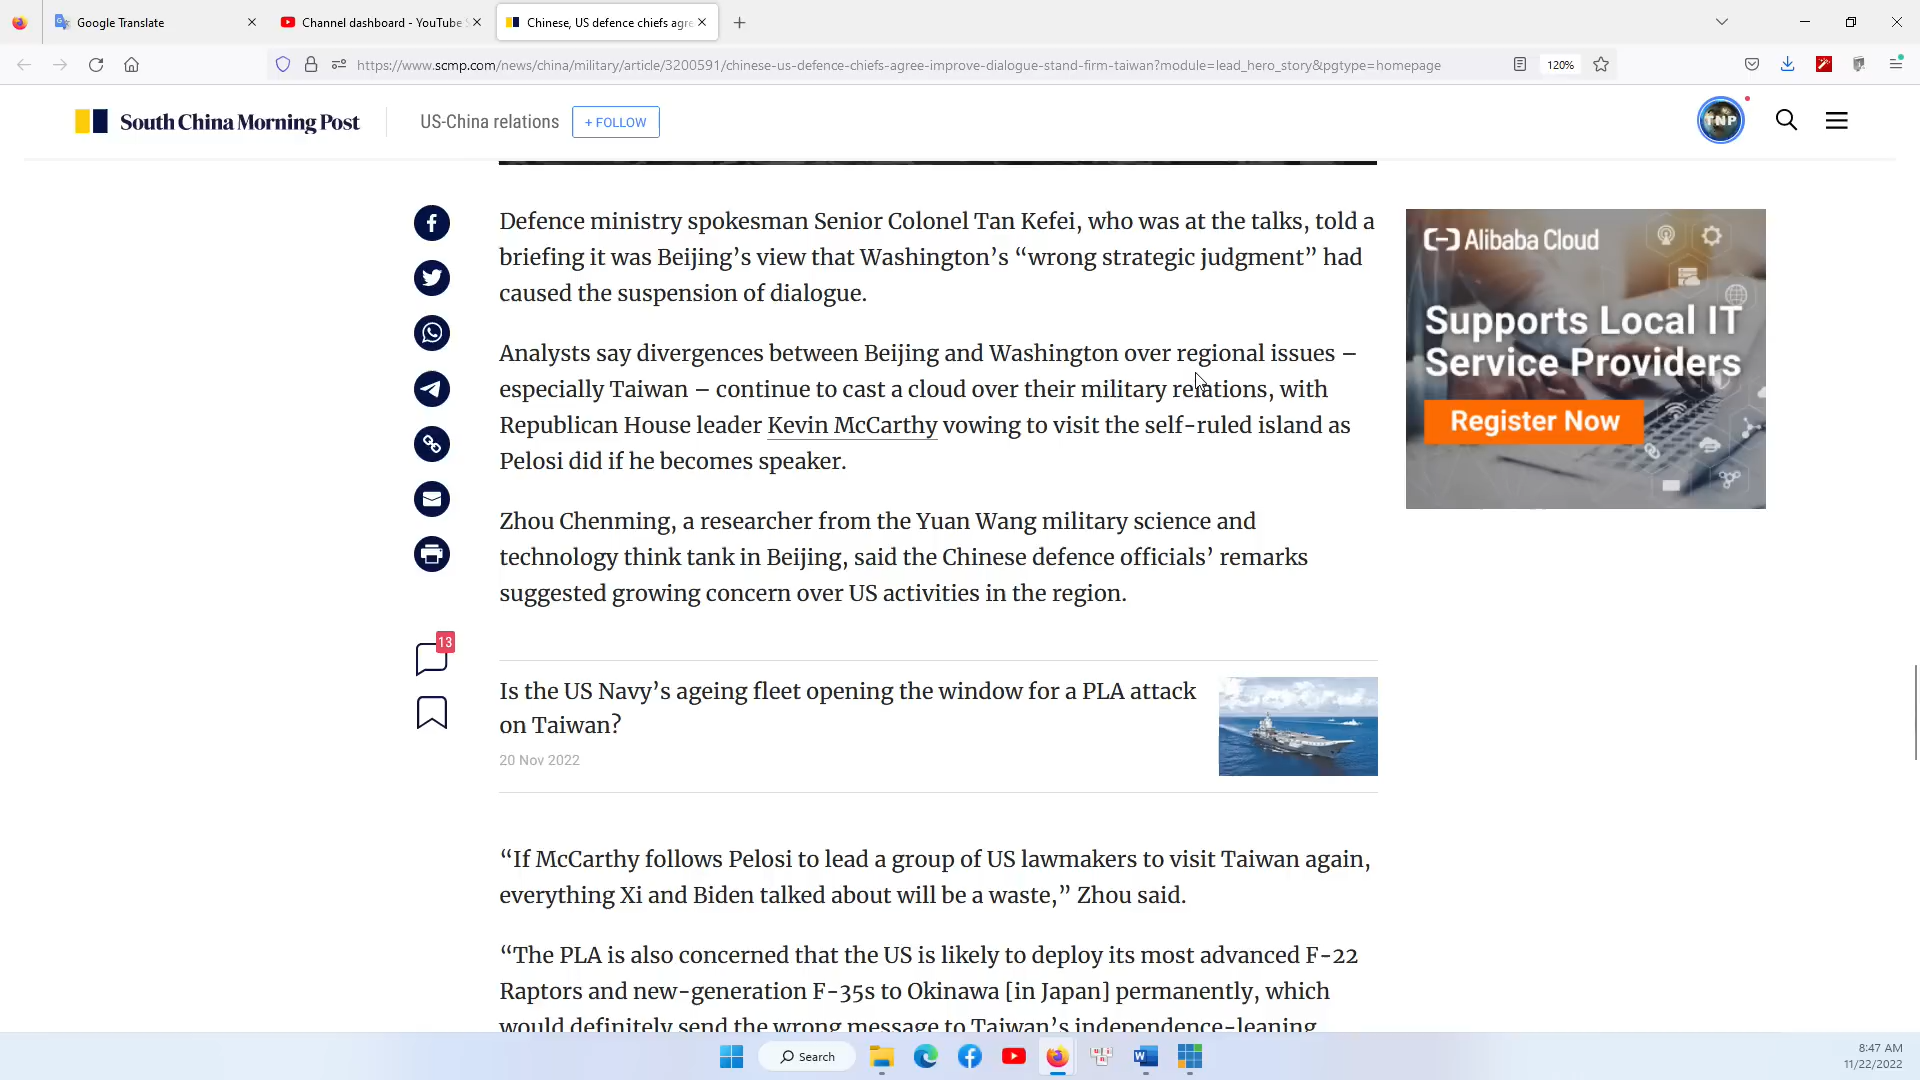 Google Translate
Channel dashboard - YouTube S
Chinese, US defence chiefs agre
https://www.scmp.com/news/china/military/article/3200591/chinese-us-defence-chiefs-agree-improve-dialogue-stand-firm-taiwan?module=lead_hero_story&pgtype=homepage
120%
South China Morning Post
US-China relations
+ FOLLOW
TNP
Defence ministry spokesman Senior Colonel Tan Kefei, who was at the talks, told a
briefing it was Beijing’s view that Washington’s “wrong strategic judgment” had
caused the suspension of dialogue.
Analysts say divergences between Beijing and Washington over regional issues –
especially Taiwan – continue to cast a cloud over their military relations, with
Republican House leader Kevin McCarthy vowing to visit the self-ruled island as
Pelosi did if he becomes speaker.
Zhou Chenming, a researcher from the Yuan Wang military science and
technology think tank in Beijing, said the Chinese defence officials’ remarks
suggested growing concern over US activities in the region.
13
Is the US Navy’s ageing fleet opening the window for a PLA attack
on Taiwan?
20 Nov 2022
“If McCarthy follows Pelosi to lead a group of US lawmakers to visit Taiwan again,
everything Xi and Biden talked about will be a waste,” Zhou said.
“The PLA is also concerned that the US is likely to deploy its most advanced F-22
Raptors and new-generation F-35s to Okinawa [in Japan] permanently, which
would definitely send the wrong message to Taiwan’s independence-leaning
Alibaba Cloud
Supports Local IT
Service Providers
Register Now
Search
8:47 AM
11/22/2022